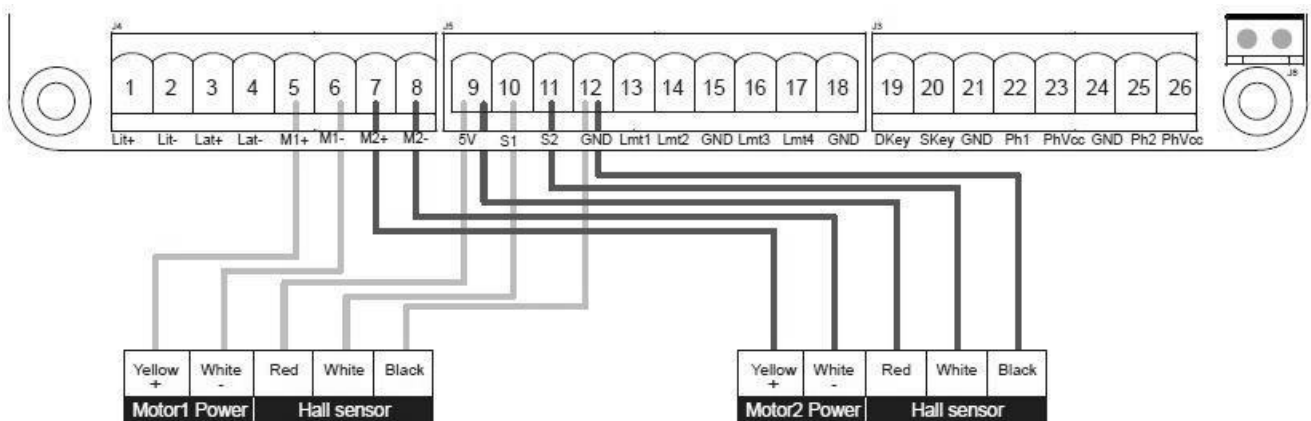 J4 J5 J3
1 2 3 4 5 6 7 8 9 10 11 12 13 14 15 16 17 18 19 20 21 22 23 24 25 26
J8
Lit+ Lit- Lat+ Lat- M1+ M1- M2+ M2- 5V S1 S2 GND Lmt1 Lmt2 GND Lmt3 Lmt4 GND DKey SKey GND Ph1 PhVcc GND Ph2 PhVcc
Yellow White Red White Black Yellow White Red White Black
+ - + -
Motor1 Power Hall sensor Motor2 Power Hall sensor